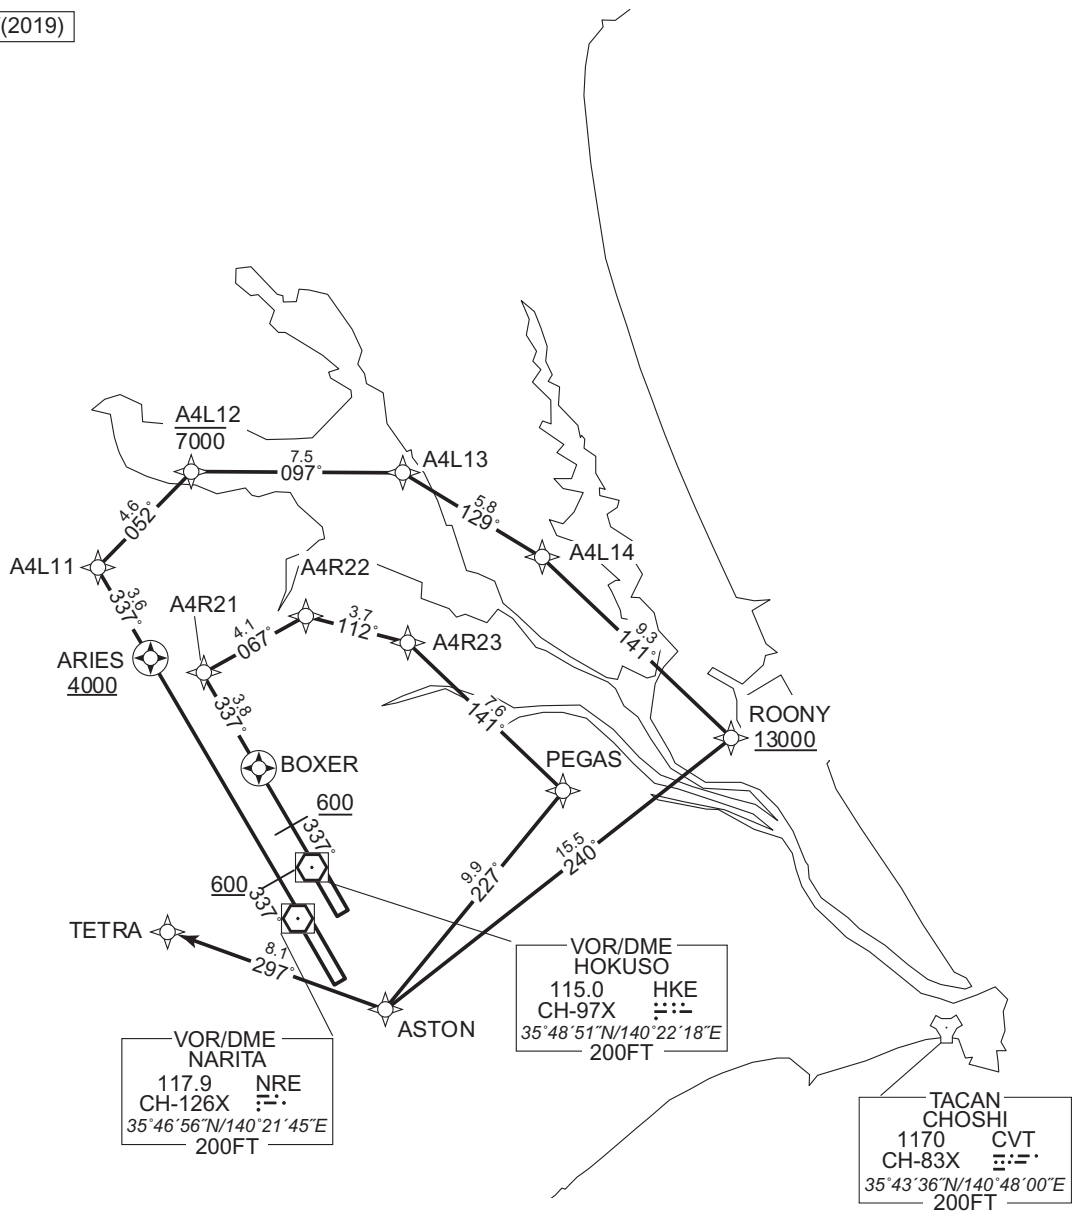 (2019)
A4L12
7000
7.5
097°
A4L13
4.6
052°
5.8
129°
A4L11
A4R22
A4L14
3.6
337°
A4R21
4.1
067°
3.7
112°
A4R23
9.3
141°
ARIES
4000
3.8
337°
7.6
141°
ROONY
13000
BOXER
PEGAS
600
337°
15.5
240°
9.9
227°
600
337°
TETRA
8.1
297°
ASTON
VOR/DME
HOKUSO
115.0 HKE
CH-97X
35°48´51˝N/140°22´18˝E
200FT
VOR/DME
NARITA
117.9 NRE
CH-126X
35°46´56˝N/140°21´45˝E
200FT
TACAN
CHOSHI
1170 CVT
CH-83X
35°43´36˝N/140°48´00˝E
200FT